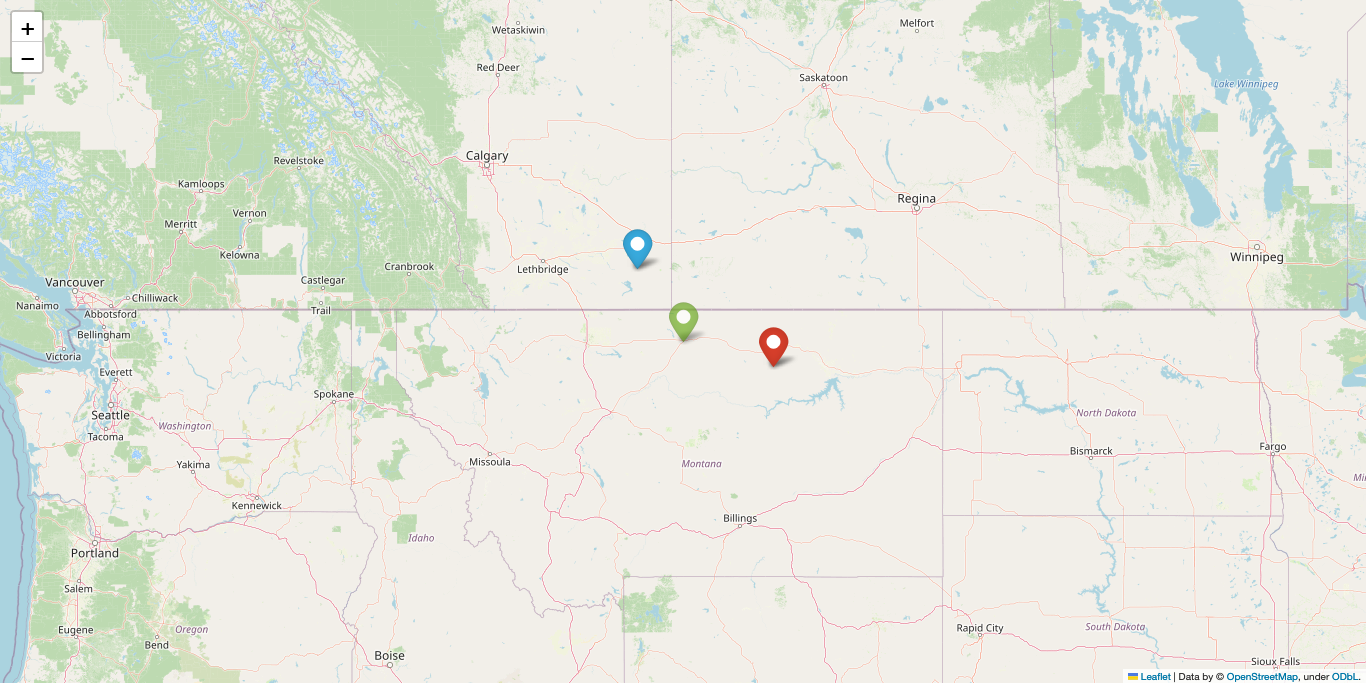 +
−
Wetaskiwin
Melfort
Red Deer
Saskatoon
Lake Winnipeg
Calgary
Revelstoke
Kamloops
Regina
Vernon
Merritt
Kelowna
Winnipeg
Cranbrook
Lethbridge
Castlegar
Vancouver
Chilliwack
Nanaimo
Trail
Abbotsford
Bellingham
Victoria
Everett
Spokane
Seattle
North Dakota
Washington
Tacoma
Fargo
Bismarck
Missoula
Montana
Yakima
Kennewick
Billings
Idaho
Portland
Salem
Eugene
Oregon
Rapid City
South Dakota
Bend
Boise
Sioux Falls
Leaflet | Data by © OpenStreetMap, under ODbL.